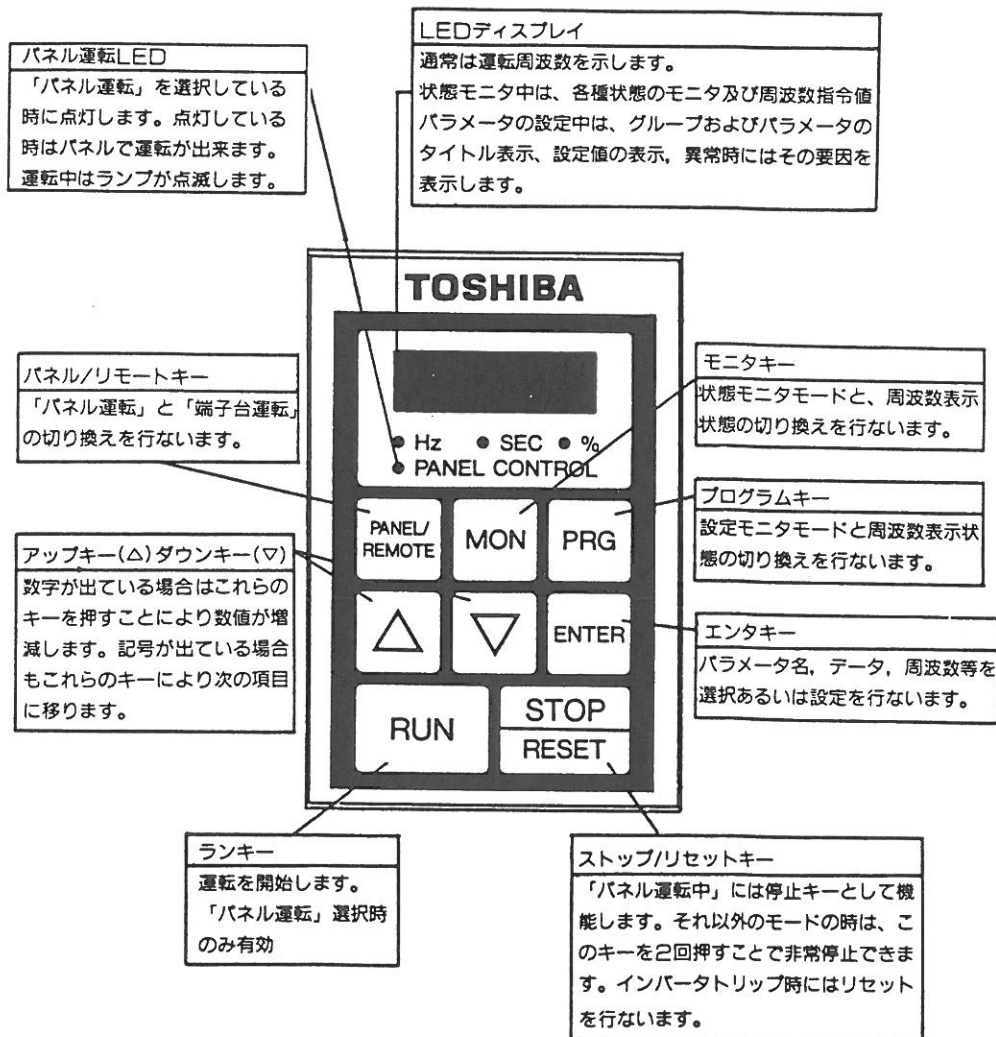 パネル運転LED
「パネル運転」を選択している
時に点灯します。点灯している
時はパネルで運転が出来ます。
運転中はランプが点滅します。
LEDディスプレイ
通常は運転周波数を示します。
状態モニタ中は、各種状態のモニタ及び周波数指令値
パラメータの設定中は、グループおよびパラメータの
タイトル表示、設定値の表示，異常時にはその要因を
表示します。
TOSHIBA
Hz SEC %
PANEL CONTROL
パネル/リモートキー
「パネル運転」と「端子台運転」
の切り換えを行ないます。
モニタキー
状態モニタモードと、周波数表示
状態の切り換えを行ないます。
PANEL/
REMOTE
MON
PRG
プログラムキー
設定モニタモードと周波数表示状
態の切り換えを行ないます。
アップキー(△)ダウンキー(▽)
数字が出ている場合はこれらの
キーを押すことにより数値が増
減します。記号が出ている場合
もこれらのキーにより次の項目
に移ります。
△
▽
ENTER
エンタキー
パラメータ名，データ，周波数等を
選択あるいは設定を行ないます。
RUN
STOP
RESET
ランキー
運転を開始します。
「パネル運転」選択時
のみ有効
ストップ/リセットキー
「パネル運転中」には停止キーとして機
能します。それ以外のモードの時は、こ
のキーを2回押すことで非常停止できま
す。インバータトリップ時にはリセット
を行ないます。